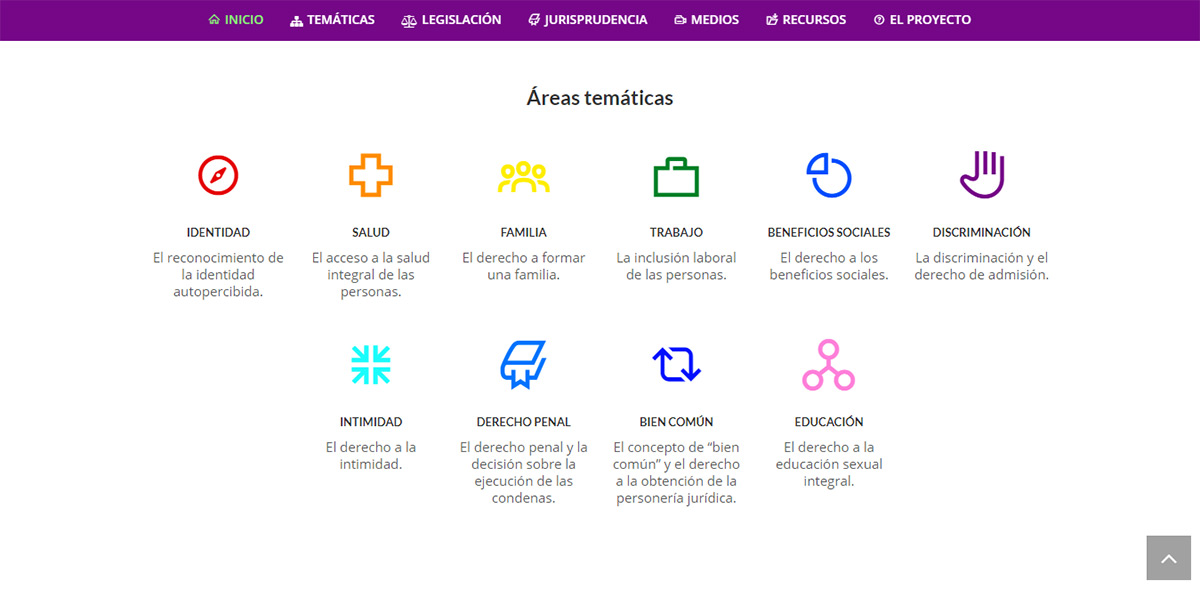 INICIO TEMÁTICAS LEGISLACIÓN JURISPRUDENCIA MEDIOS RECURSOS EL PROYECTO
Áreas temáticas
IDENTIDAD
El reconocimiento de
la identidad
autopercibida.
SALUD
El acceso a la salud
integral de las
personas.
FAMILIA
El derecho a formar
una familia.
TRABAJO
La inclusión laboral
de las personas.
BENEFICIOS SOCIALES
El derecho a los
beneficios sociales.
DISCRIMINACIÓN
La discriminación y el
derecho de admisión.
INTIMIDAD
El derecho a la
intimidad.
DERECHO PENAL
El derecho penal y la
decisión sobre la
ejecución de las
condenas.
BIEN COMÚN
El concepto de “bien
común” y el derecho
a la obtención de la
personería jurídica.
EDUCACIÓN
El derecho a la
educación sexual
integral.